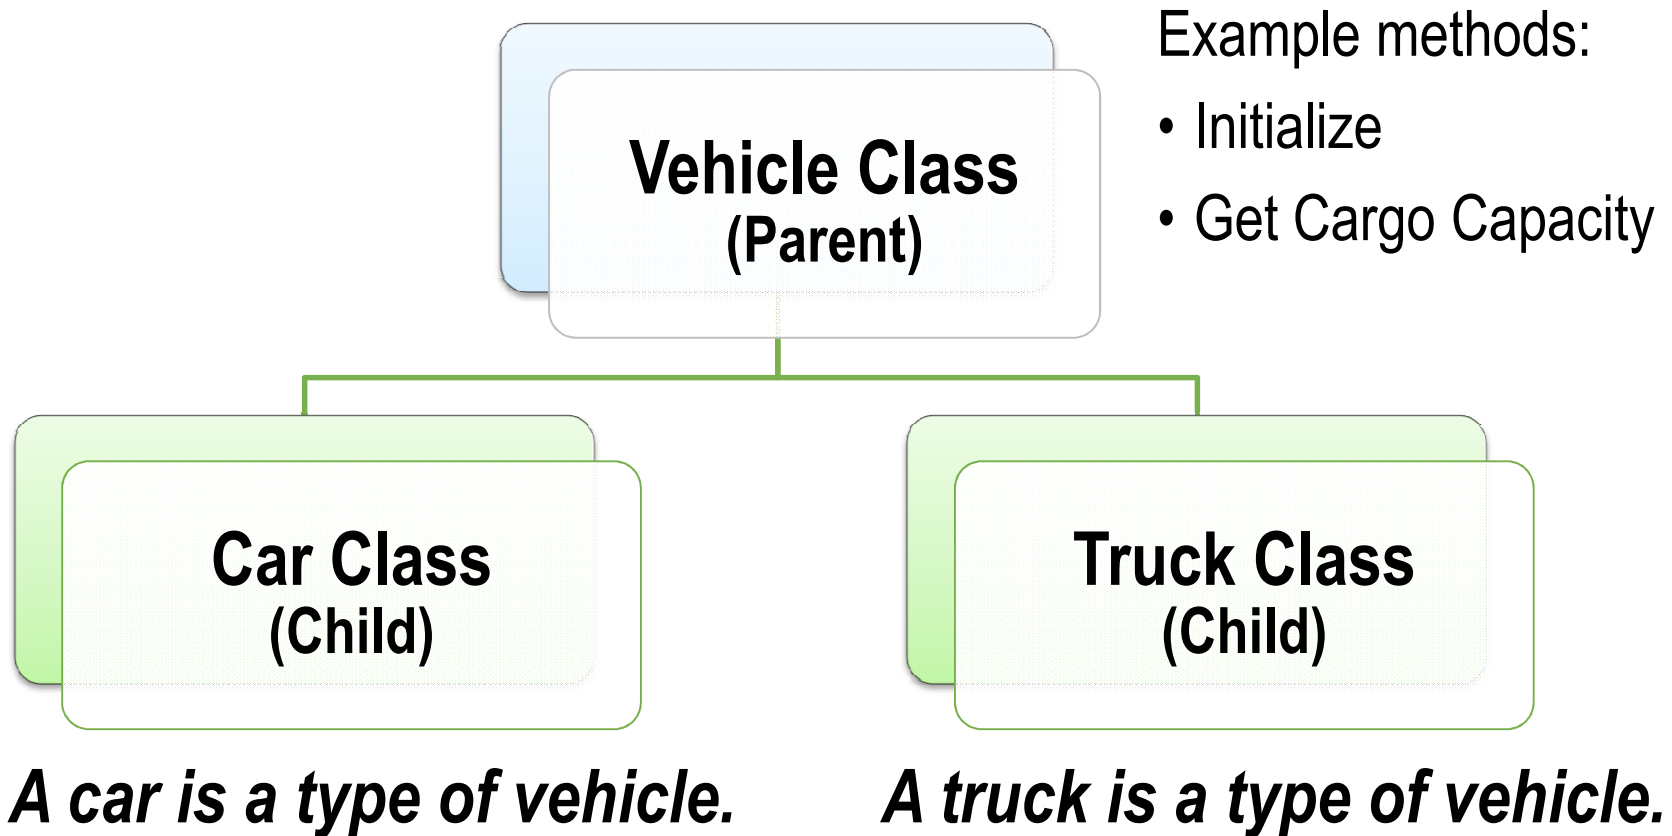 Example methods:
• Initialize
• Get Cargo Capacity
Vehicle Class
(Parent)
Car Class
(Child)
Truck Class
(Child)
A car is a type of vehicle.
A truck is a type of vehicle.